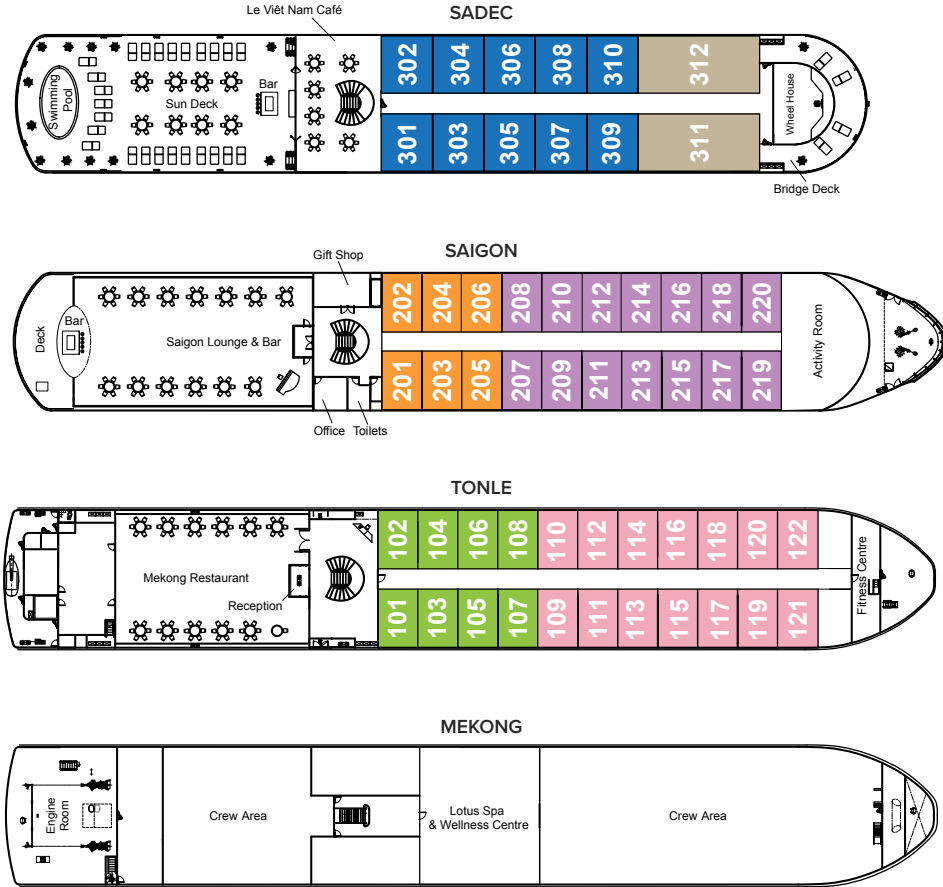 Le Viêt Nam Café
SADEC
Swimming
Pool
Sun Deck
Bar
302
304
306
308
310
312
301
303
305
307
309
311
Wheel House
Bridge Deck
SAIGON
Gift Shop
Deck
Bar
Saigon Lounge & Bar
Office
Toilets
202
204
206
208
210
212
214
216
218
220
201
203
205
207
209
211
213
215
217
219
Activity Room
TONLE
Mekong Restaurant
Reception
102
104
106
108
110
112
114
116
118
120
122
101
103
105
107
109
111
113
115
117
119
121
Fitness Centre
MEKONG
Engine
Room
Crew Area
Lotus Spa
& Wellness Centre
Crew Area